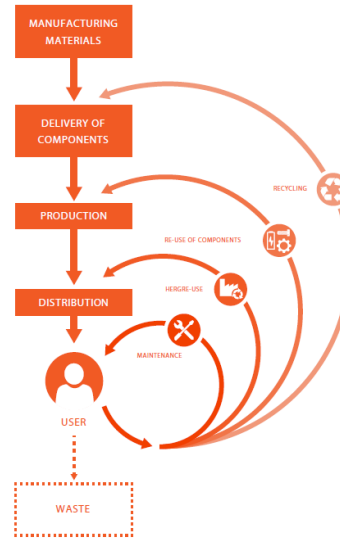 MANUFACTURING
MATERIALS
DELIVERY OF
COMPONENTS
RECYCLING
PRODUCTION
RE-USE OF COMPONENTS
HERGRE-USE
DISTRIBUTION
MAINTENANCE
USER
WASTE